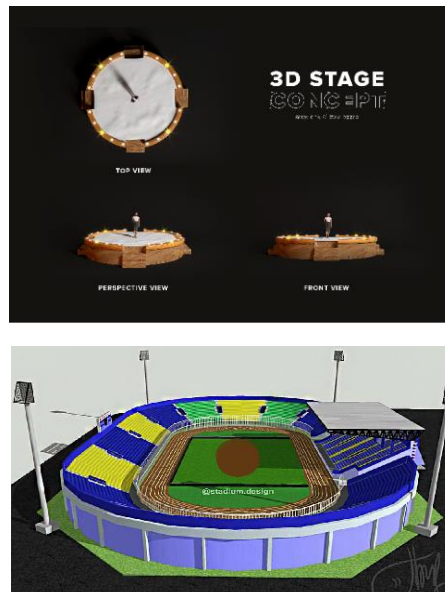 3D STAGE
CONCEPT
TOP VIEW
PERSPECTIVE VIEW
FRONT VIEW
@stadium.design